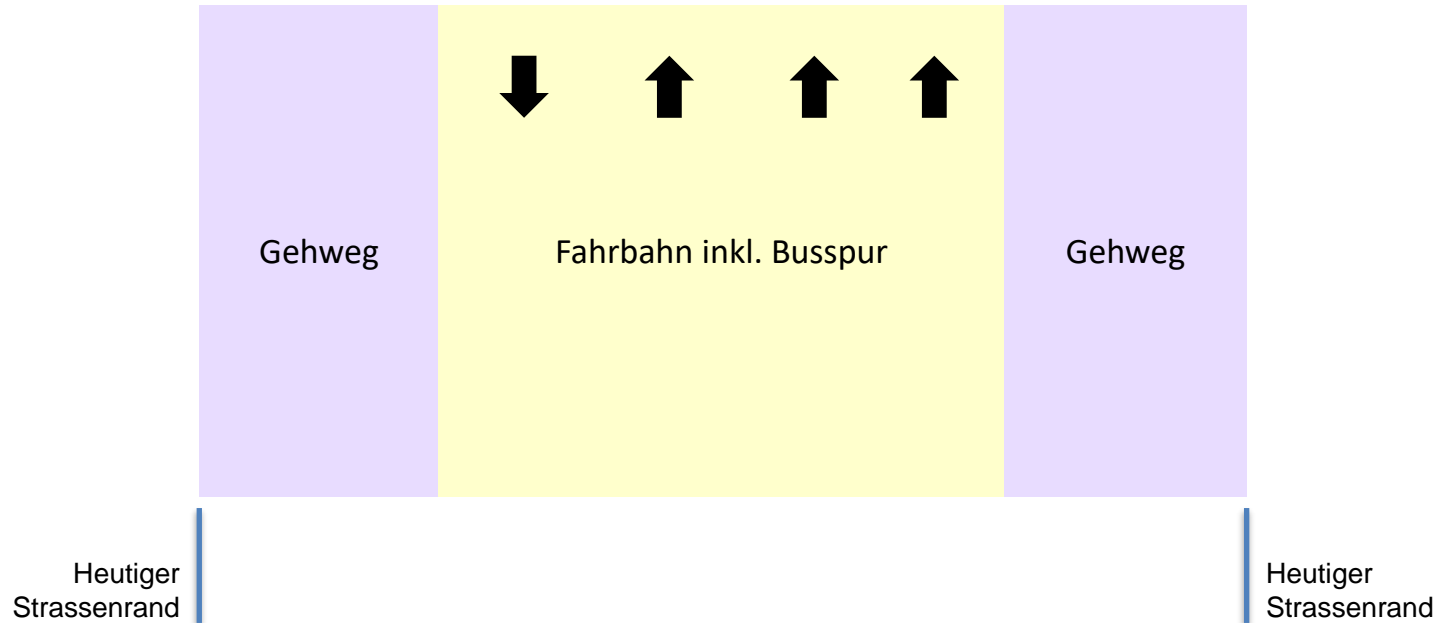 Gehweg
Fahrbahn inkl. Busspur
Gehweg
Heutiger
Strassenrand
Heutiger
Strassenrand